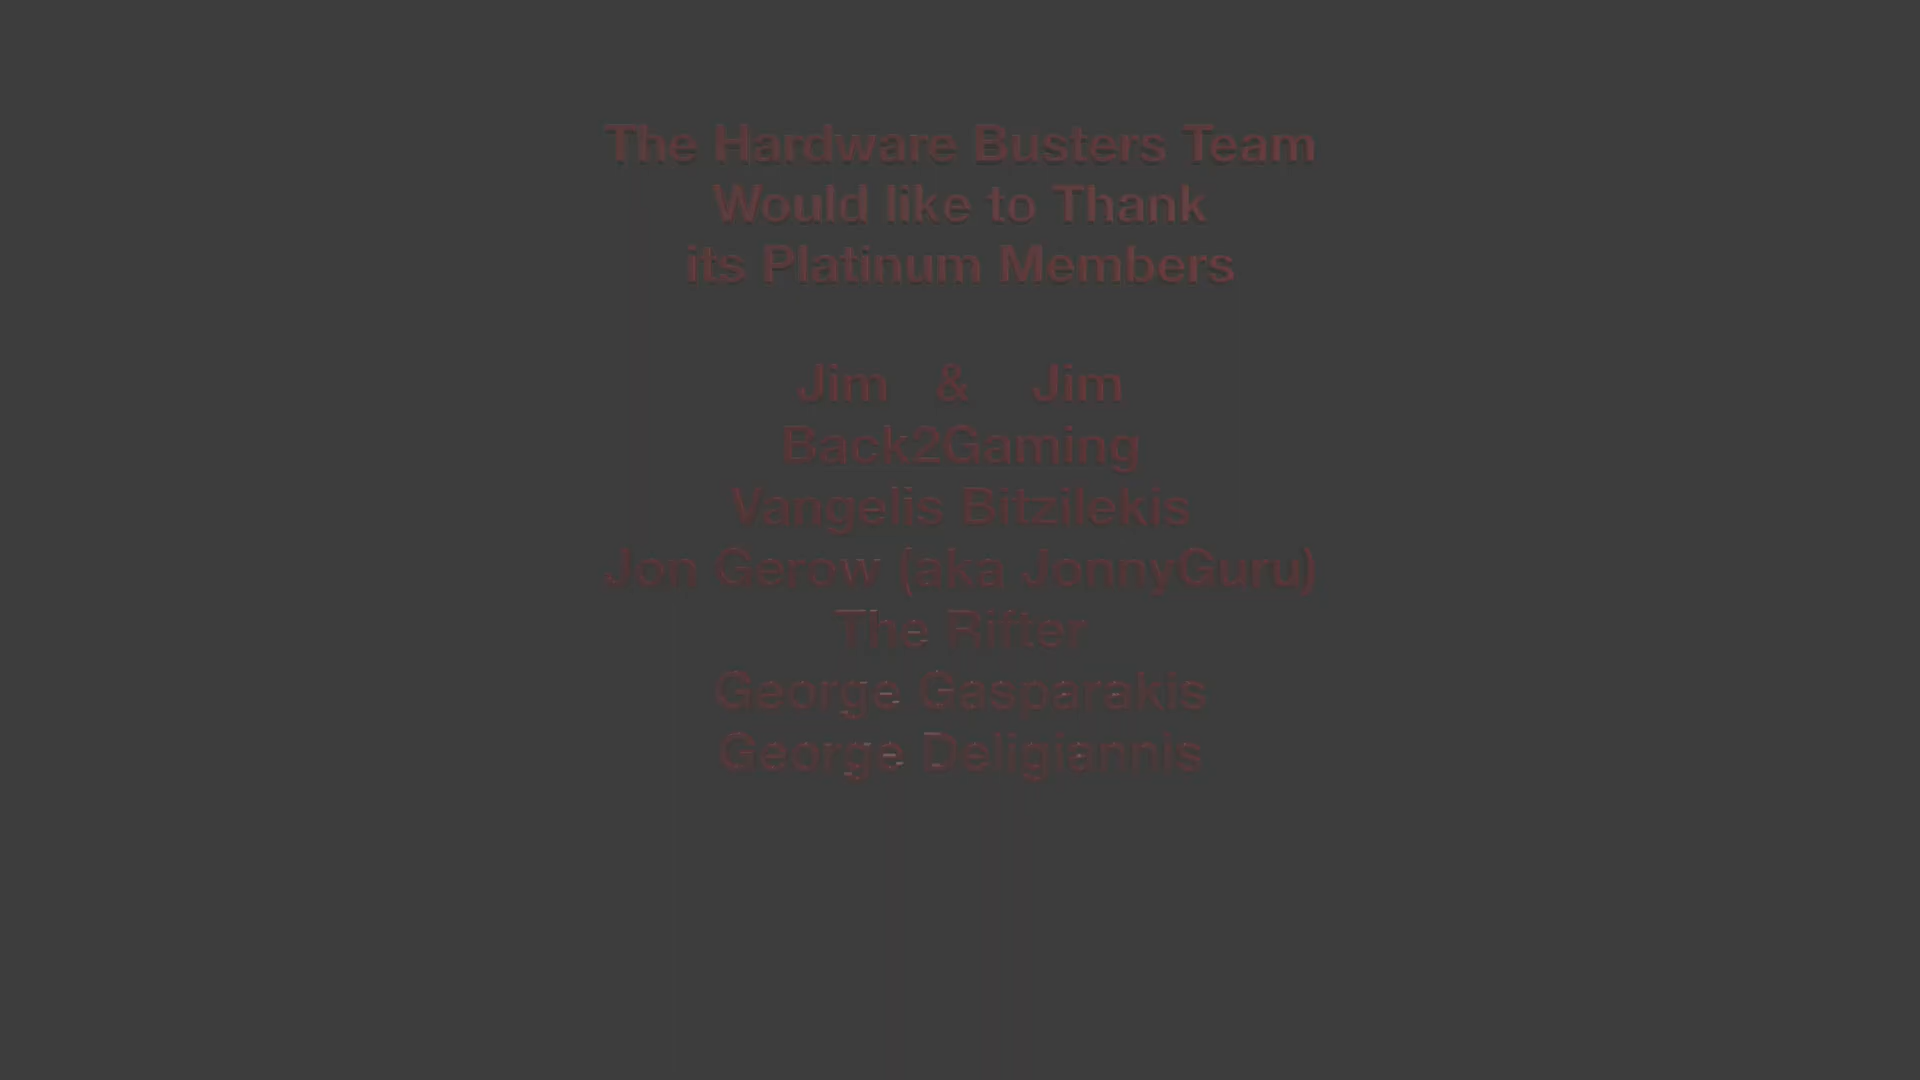 The Hardware Busters Team
Would like to Thank
its Platinum Members
Jim & Jim
Back2Gaming
Vangelis Bitzilekis
Jon Gerow (aka JonnyGuru)
The Rifter
George Gasparakis
George Deligiannis